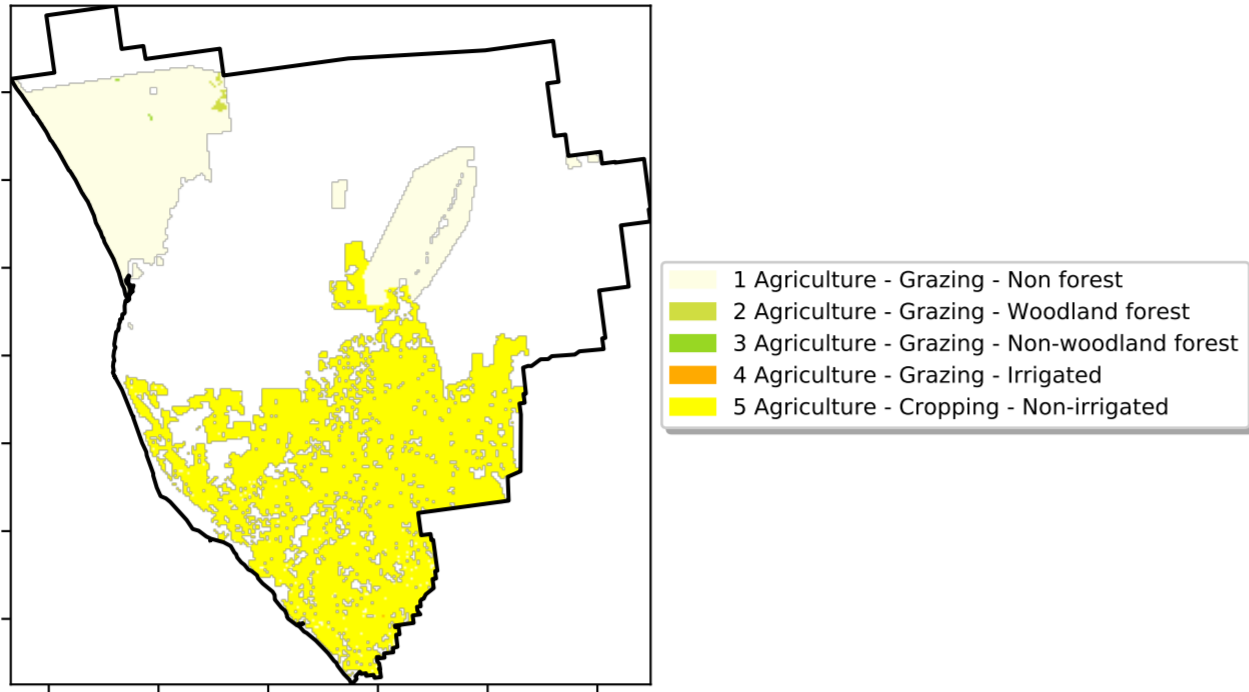 1 Agriculture - Grazing - Non forest
2 Agriculture - Grazing - Woodland forest
3 Agriculture - Grazing - Non-woodland forest
4 Agriculture - Grazing - Irrigated
5 Agriculture - Cropping - Non-irrigated